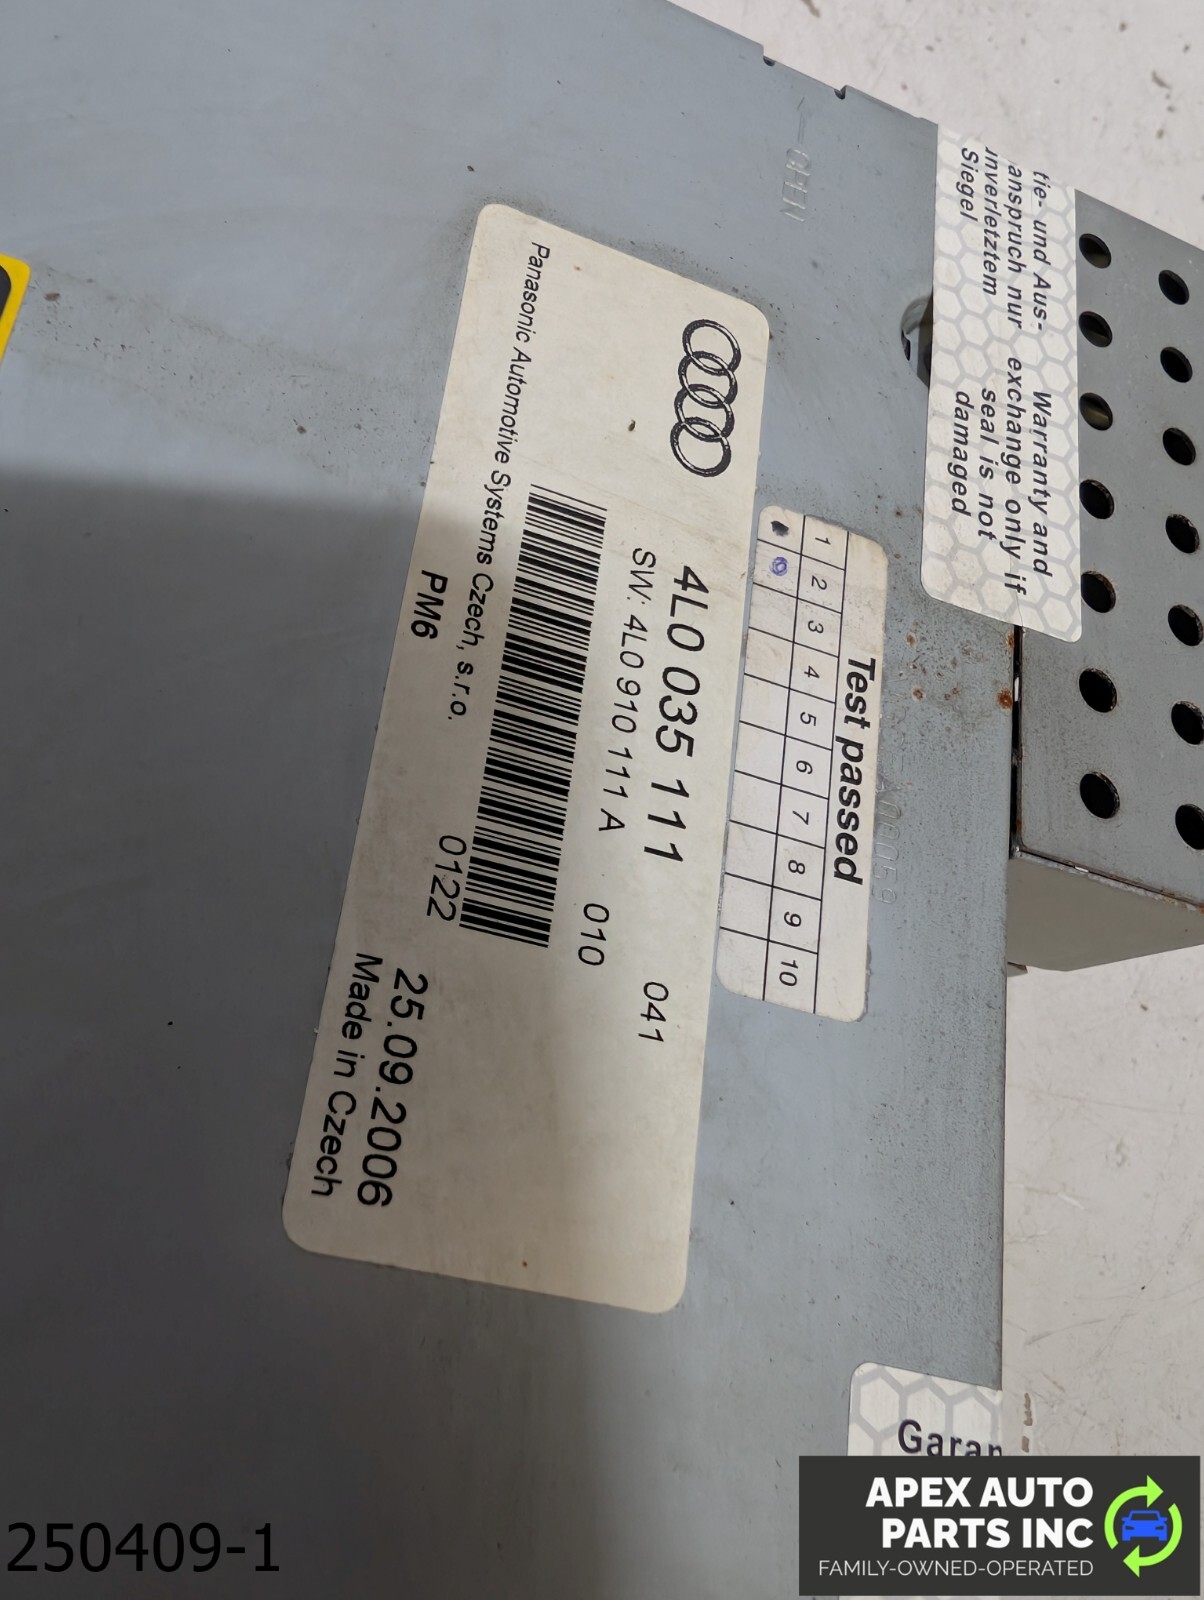 ← OPEN
tie- und Aus-
anspruch nur
unverletztem
Siegel
Warranty and
exchange only if
seal is not
damaged
Test passed
1 2 3 4 5 6 7 8 9 10
4L0 035 111 041
SW: 4L0 910 111 A 010
Panasonic Automotive Systems Czech, s.r.o.
PM6 0122
25.09.2006
Made in Czech
Garan
250409-1
APEX AUTO
PARTS INC
FAMILY-OWNED-OPERATED